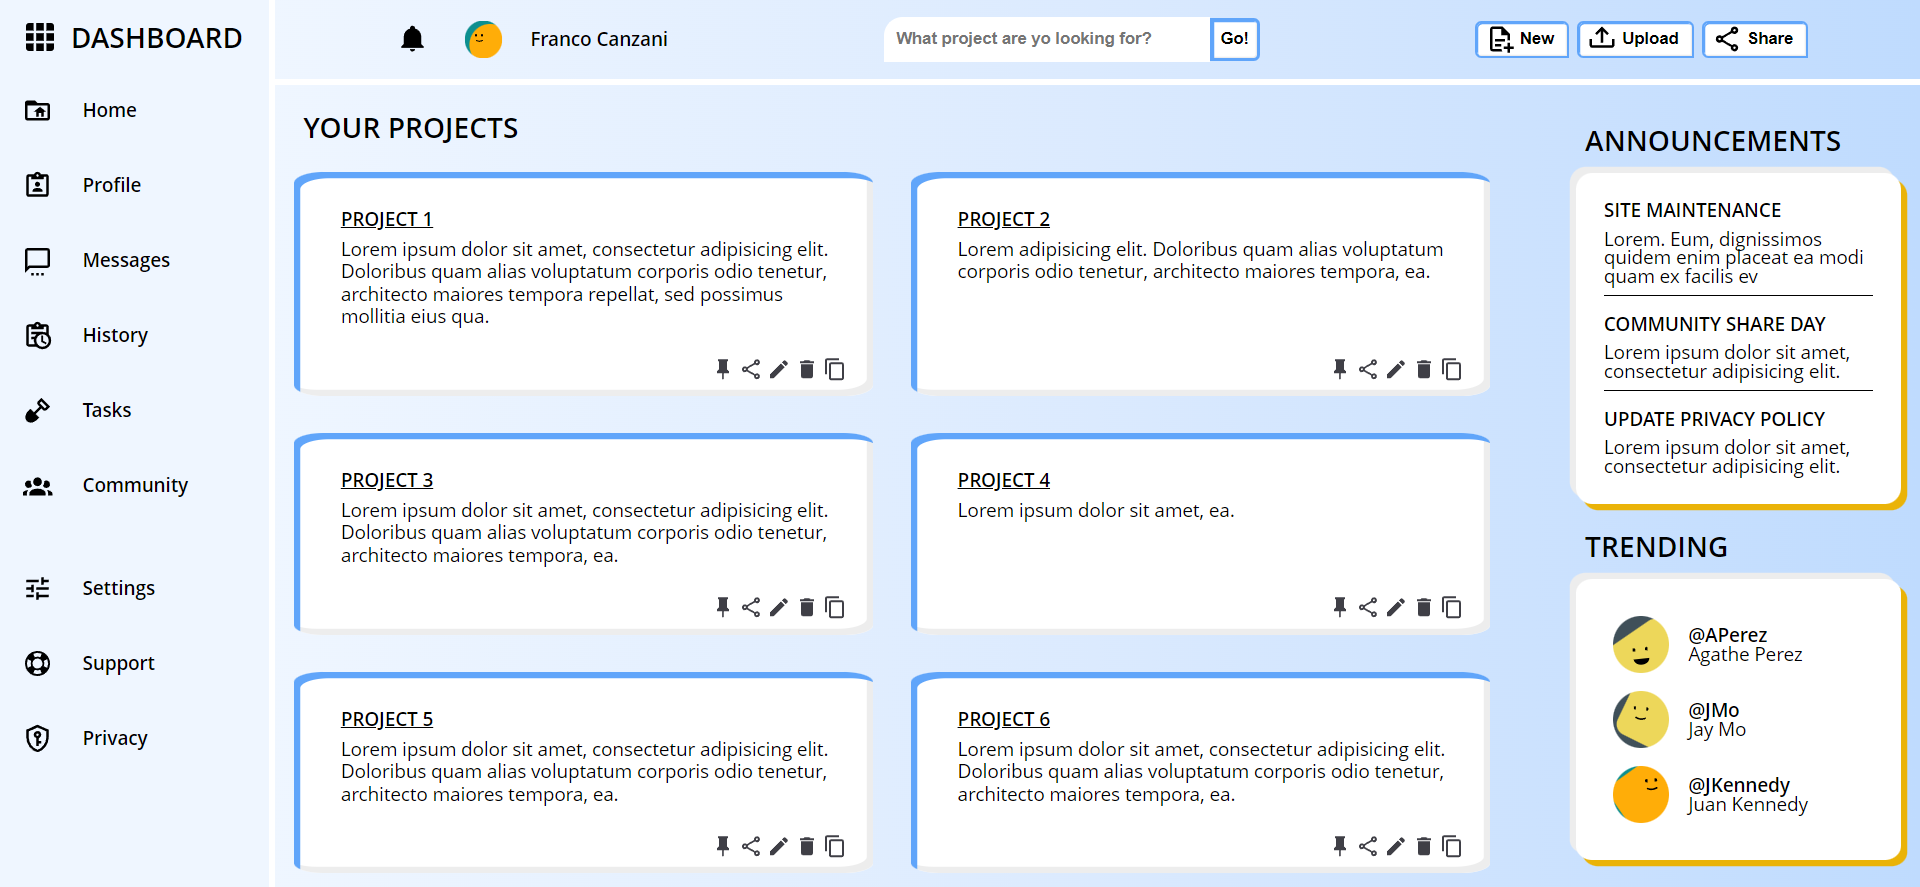 DASHBOARD
Home
Profile
Messages
History
Tasks
Community
Settings
Support
Privacy
Franco Canzani
What project are yo looking for?
Go!
New
Upload
Share
YOUR PROJECTS
PROJECT 1
Lorem ipsum dolor sit amet, consectetur adipisicing elit.
Doloribus quam alias voluptatum corporis odio tenetur,
architecto maiores tempora repellat, sed possimus
mollitia eius qua.
PROJECT 2
Lorem adipisicing elit. Doloribus quam alias voluptatum
corporis odio tenetur, architecto maiores tempora, ea.
PROJECT 3
Lorem ipsum dolor sit amet, consectetur adipisicing elit.
Doloribus quam alias voluptatum corporis odio tenetur,
architecto maiores tempora, ea.
PROJECT 4
Lorem ipsum dolor sit amet, ea.
PROJECT 5
Lorem ipsum dolor sit amet, consectetur adipisicing elit.
Doloribus quam alias voluptatum corporis odio tenetur,
architecto maiores tempora, ea.
PROJECT 6
Lorem ipsum dolor sit amet, consectetur adipisicing elit.
Doloribus quam alias voluptatum corporis odio tenetur,
architecto maiores tempora, ea.
ANNOUNCEMENTS
SITE MAINTENANCE
Lorem. Eum, dignissimos
quidem enim placeat ea modi
quam ex facilis ev
COMMUNITY SHARE DAY
Lorem ipsum dolor sit amet,
consectetur adipisicing elit.
UPDATE PRIVACY POLICY
Lorem ipsum dolor sit amet,
consectetur adipisicing elit.
TRENDING
@APerez
Agathe Perez
@JMo
Jay Mo
@JKennedy
Juan Kennedy